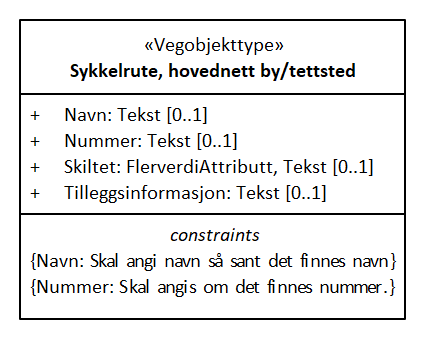 «Vegobjekttype»
Sykkelrute, hovednett by/tettsted
+ Navn: Tekst [0..1]
+ Nummer: Tekst [0..1]
+ Skiltet: FlerverdiAttributt, Tekst [0..1]
+ Tilleggsinformasjon: Tekst [0..1]
constraints
{Navn: Skal angi navn så sant det finnes navn}
{Nummer: Skal angis om det finnes nummer.}